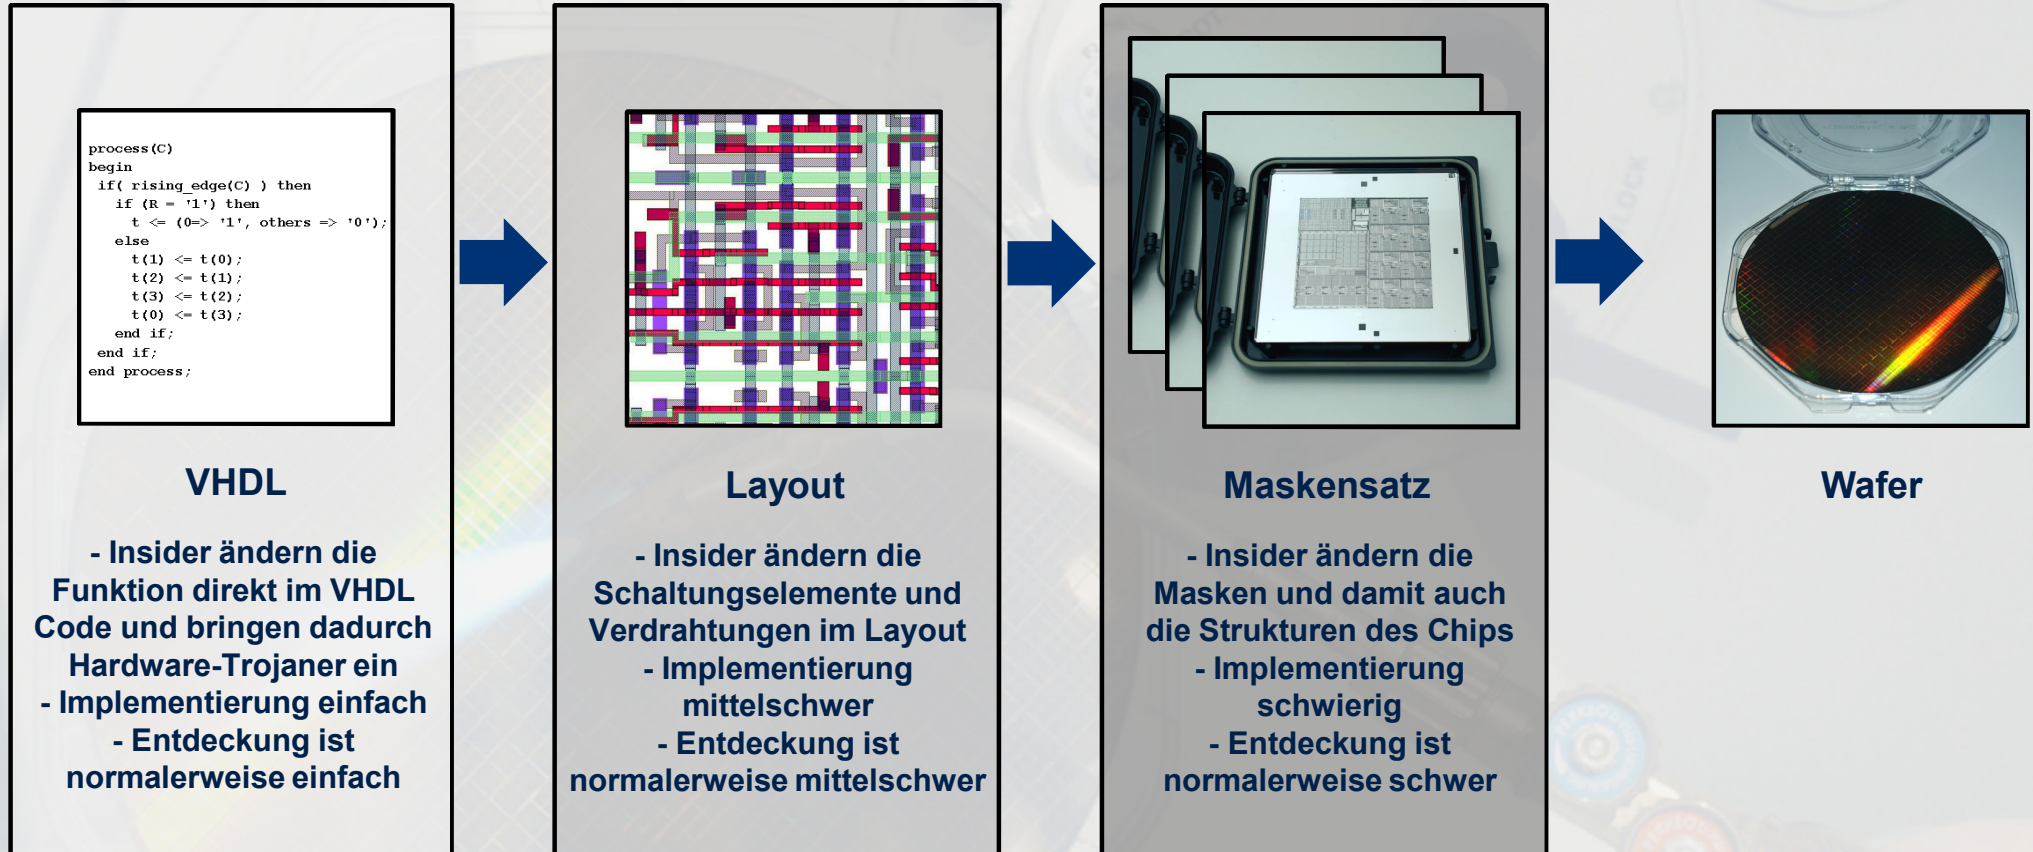 process(C)
begin
if( rising_edge(C) ) then
if (R = '1') then
t <= (0=> '1', others => '0');
else
t(1) <= t(0);
t(2) <= t(1);
t(3) <= t(2);
t(0) <= t(3);
end if;
end if;
end process;
VHDL
- Insider ändern die
Funktion direkt im VHDL
Code und bringen dadurch
Hardware-Trojaner ein
- Implementierung einfach
- Entdeckung ist
normalerweise einfach
Layout
- Insider ändern die
Schaltungselemente und
Verdrahtungen im Layout
- Implementierung
mittelschwer
- Entdeckung ist
normalerweise mittelschwer
Maskensatz
- Insider ändern die
Masken und damit auch
die Strukturen des Chips
- Implementierung
schwierig
- Entdeckung ist
normalerweise schwer
Wafer
LOCK